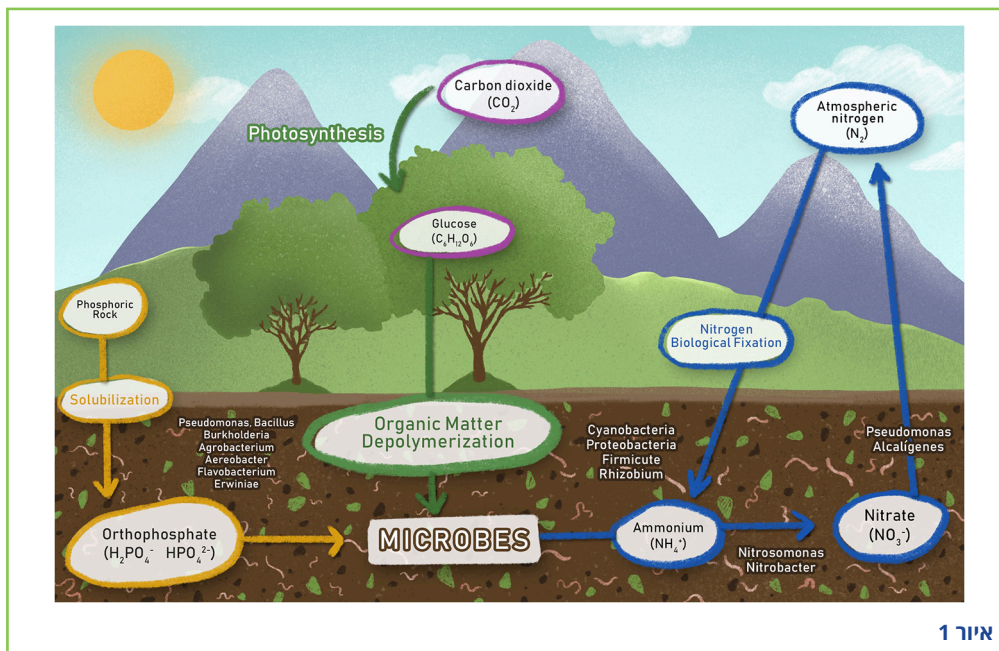 Carbon dioxide
(CO₂)
Photosynthesis
Atmospheric
nitrogen
(N₂)
Glucose
(C₆H₁₂O₆)
Phosphoric
Rock
Nitrogen
Biological Fixation
Solubilization
Organic Matter
Depolymerization
Pseudomonas, Bacillus
Burkholderia
Agrobacterium
Aereobacter
Flavobacterium
Erwiniae
Cyanobacteria
Proteobacteria
Firmicute
Rhizobium
Pseudomonas
Alcalígenes
Orthophosphate
(H₂PO₄⁻ HPO₄²⁻)
MICROBES
Ammonium
(NH₄⁺)
Nitrosomonas
Nitrobacter
Nitrate
(NO₃⁻)
איור 1